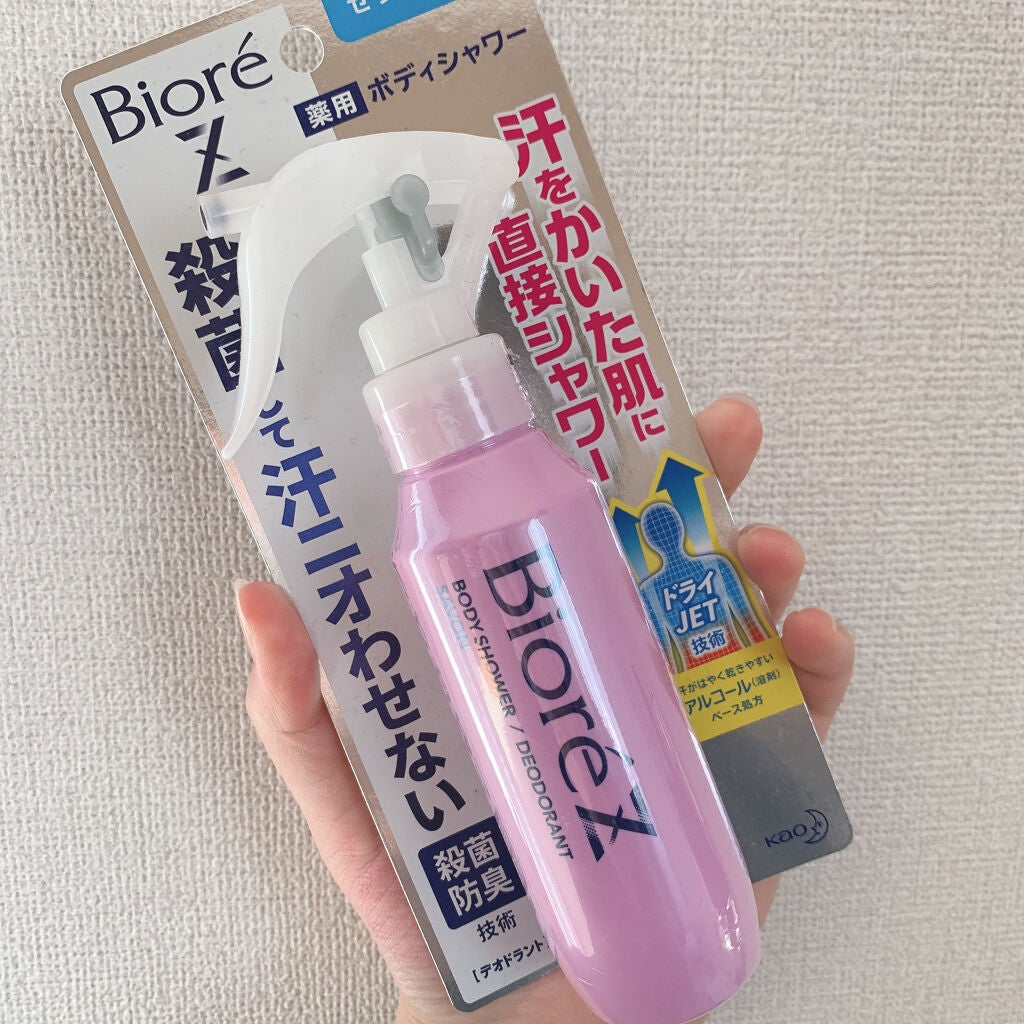 Bioré
Z
薬用 ボディシャワー
汗をかいた肌に
直接シャワー
殺菌して汗ニオわせない
殺菌
防臭
技術
[デオドラント
Bioré Z
BODY SHOWER / DEODORANT
SAVON
ドライ
JET
技術
汗がはやく乾きやすい
アルコール(溶剤)
ベース処方
Kao